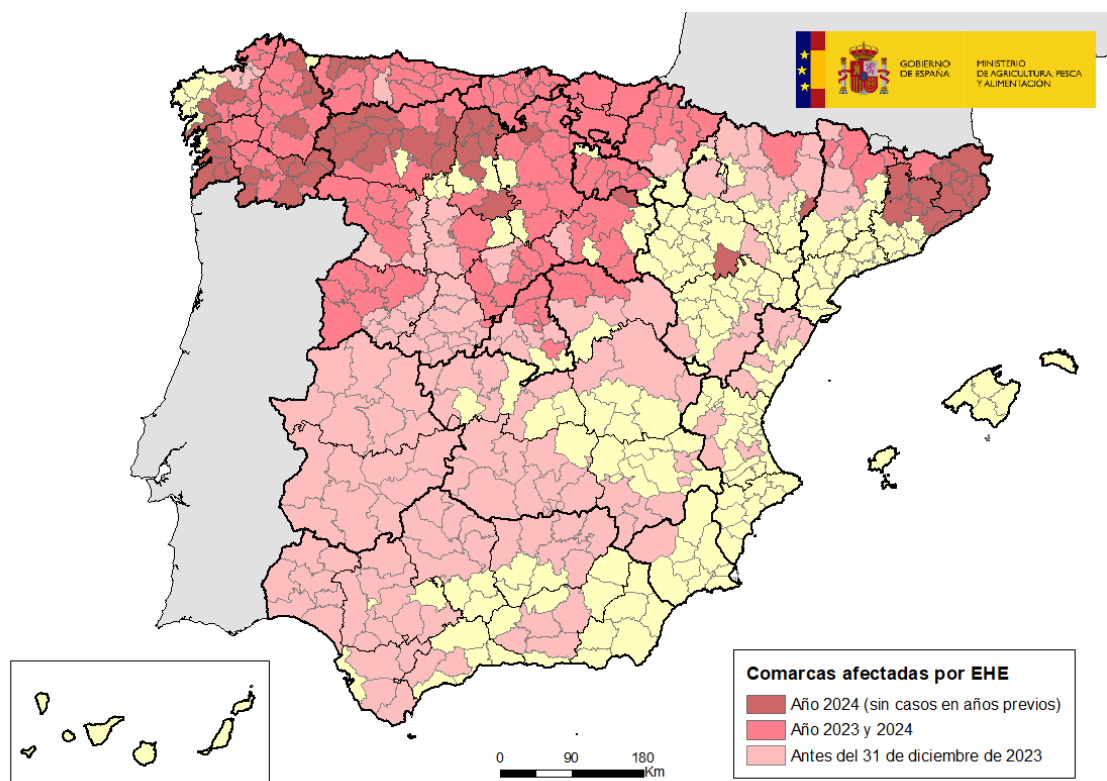 GOBIERNO
DE ESPAÑA
MINISTERIO
DE AGRICULTURA, PESCA
Y ALIMENTACIÓN
Comarcas afectadas por EHE
Año 2024 (sin casos en años previos)
Año 2023 y 2024
Antes del 31 de diciembre de 2023
0 90 180
Km